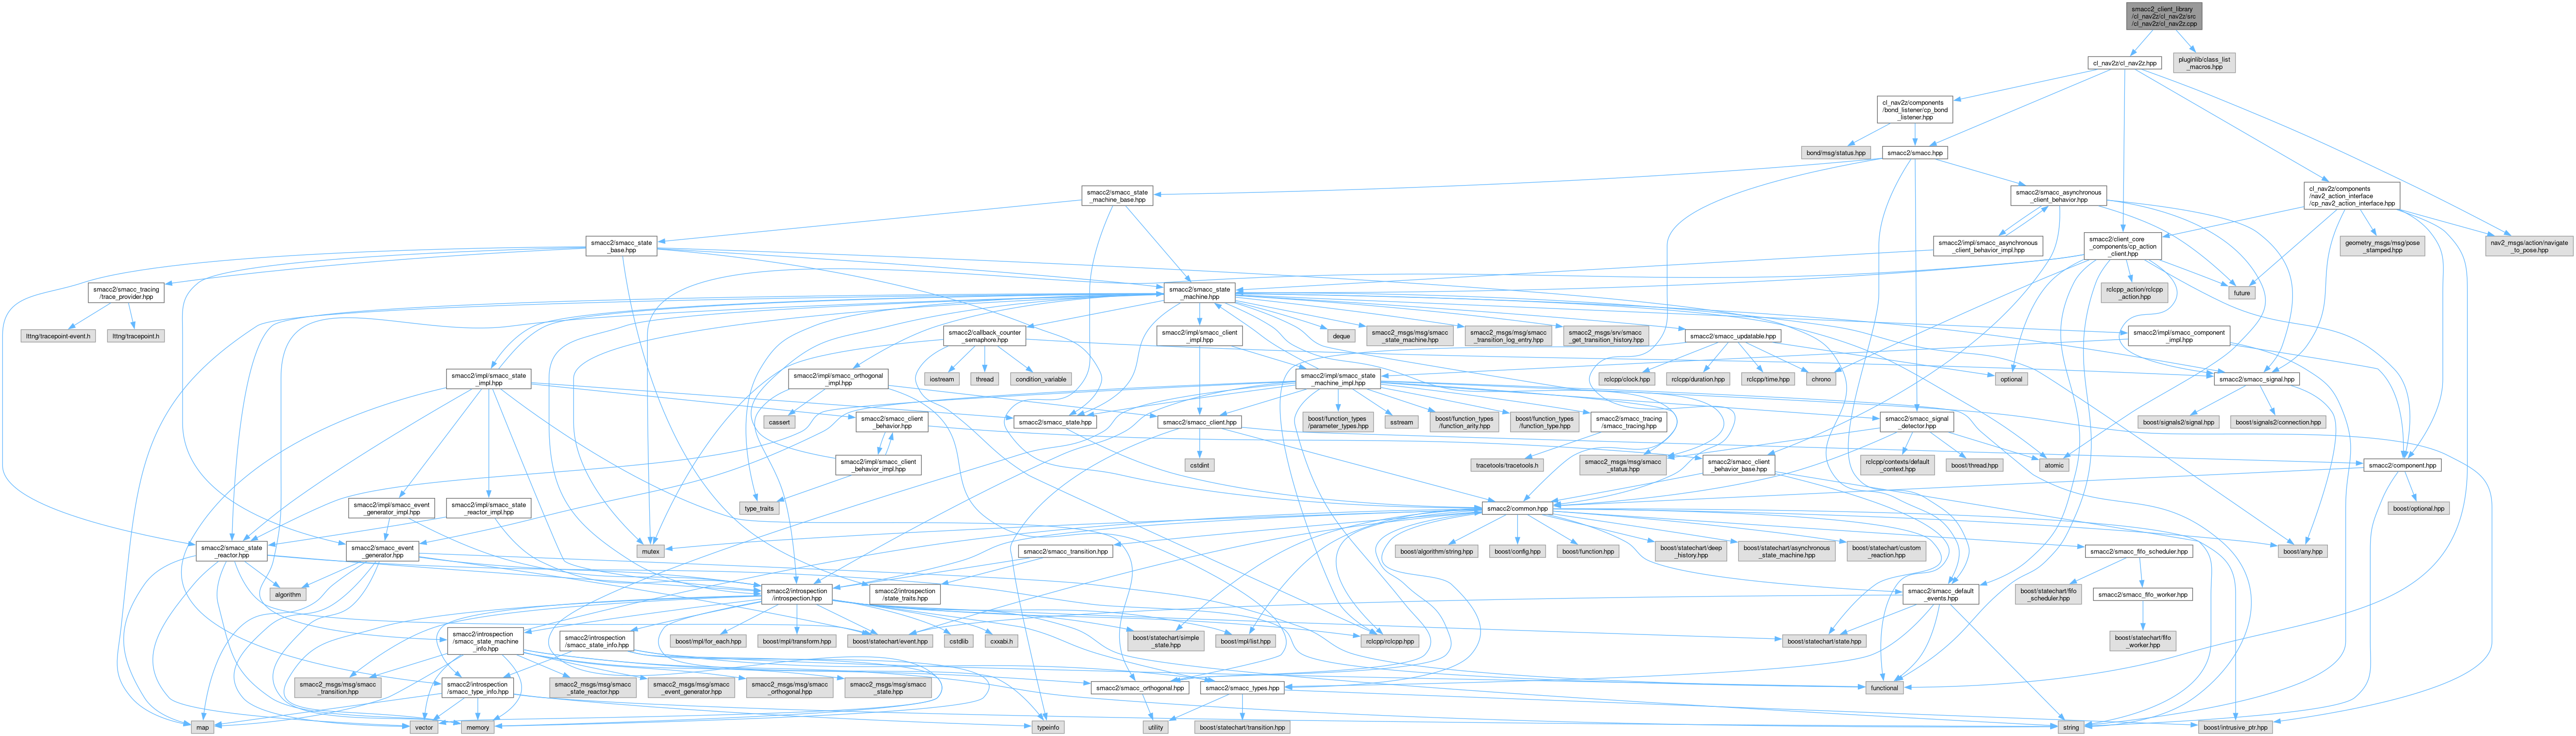 smacc2_client_library
/cl_nav2z/cl_nav2z/src
/cl_nav2z/cl_nav2z.cpp
cl_nav2z/cl_nav2z.hpp
pluginlib/class_list
_macros.hpp
cl_nav2z/components
/bond_listener/cp_bond
_listener.hpp
bond/msg/status.hpp
smacc2/smacc.hpp
smacc2/smacc_state
_machine_base.hpp
smacc2/smacc_asynchronous
_client_behavior.hpp
cl_nav2z/components
/nav2_action_interface
/cp_nav2_action_interface.hpp
smacc2/smacc_state
_base.hpp
smacc2/impl/smacc_asynchronous
_client_behavior_impl.hpp
smacc2/client_core
_components/cp_action
_client.hpp
geometry_msgs/msg/pose
_stamped.hpp
nav2_msgs/action/navigate
_to_pose.hpp
smacc2/smacc_tracing
/trace_provider.hpp
smacc2/smacc_state
_machine.hpp
rclcpp_action/rclcpp
_action.hpp
future
lttng/tracepoint-event.h
lttng/tracepoint.h
smacc2/callback_counter
_semaphore.hpp
smacc2/impl/smacc_client
_impl.hpp
deque
smacc2_msgs/msg/smacc
_state_machine.hpp
smacc2_msgs/msg/smacc
_transition_log_entry.hpp
smacc2_msgs/srv/smacc
_get_transition_history.hpp
smacc2/smacc_updatable.hpp
smacc2/impl/smacc_component
_impl.hpp
smacc2/impl/smacc_state
_impl.hpp
iostream
thread
condition_variable
smacc2/impl/smacc_orthogonal
_impl.hpp
smacc2/impl/smacc_state
_machine_impl.hpp
rclcpp/clock.hpp
rclcpp/duration.hpp
rclcpp/time.hpp
chrono
optional
smacc2/smacc_signal.hpp
smacc2/smacc_client
_behavior.hpp
cassert
smacc2/smacc_state.hpp
smacc2/smacc_client.hpp
boost/function_types
/parameter_types.hpp
sstream
boost/function_types
/function_arity.hpp
boost/function_types
/function_type.hpp
smacc2/smacc_tracing
/smacc_tracing.hpp
smacc2/smacc_signal
_detector.hpp
boost/signals2/signal.hpp
boost/signals2/connection.hpp
smacc2/impl/smacc_client
_behavior_impl.hpp
cstdint
tracetools/tracetools.h
smacc2_msgs/msg/smacc
_status.hpp
smacc2/smacc_client
_behavior_base.hpp
rclcpp/contexts/default
_context.hpp
boost/thread.hpp
atomic
smacc2/component.hpp
smacc2/impl/smacc_event
_generator_impl.hpp
smacc2/impl/smacc_state
_reactor_impl.hpp
type_traits
smacc2/common.hpp
boost/optional.hpp
smacc2/smacc_state
_reactor.hpp
smacc2/smacc_event
_generator.hpp
mutex
smacc2/smacc_transition.hpp
boost/algorithm/string.hpp
boost/config.hpp
boost/function.hpp
boost/statechart/deep
_history.hpp
boost/statechart/asynchronous
_state_machine.hpp
boost/statechart/custom
_reaction.hpp
smacc2/smacc_fifo_scheduler.hpp
boost/any.hpp
algorithm
smacc2/introspection
/introspection.hpp
smacc2/introspection
/state_traits.hpp
smacc2/smacc_default
_events.hpp
boost/statechart/fifo
_scheduler.hpp
smacc2/smacc_fifo_worker.hpp
smacc2/introspection
/smacc_state_machine
_info.hpp
smacc2/introspection
/smacc_state_info.hpp
boost/mpl/for_each.hpp
boost/mpl/transform.hpp
boost/statechart/event.hpp
cstdlib
cxxabi.h
boost/statechart/simple
_state.hpp
boost/mpl/list.hpp
rclcpp/rclcpp.hpp
boost/statechart/state.hpp
boost/statechart/fifo
_worker.hpp
smacc2_msgs/msg/smacc
_transition.hpp
smacc2/introspection
/smacc_type_info.hpp
smacc2_msgs/msg/smacc
_state_reactor.hpp
smacc2_msgs/msg/smacc
_event_generator.hpp
smacc2_msgs/msg/smacc
_orthogonal.hpp
smacc2_msgs/msg/smacc
_state.hpp
smacc2/smacc_orthogonal.hpp
smacc2/smacc_types.hpp
functional
map
vector
memory
typeinfo
utility
boost/statechart/transition.hpp
string
boost/intrusive_ptr.hpp